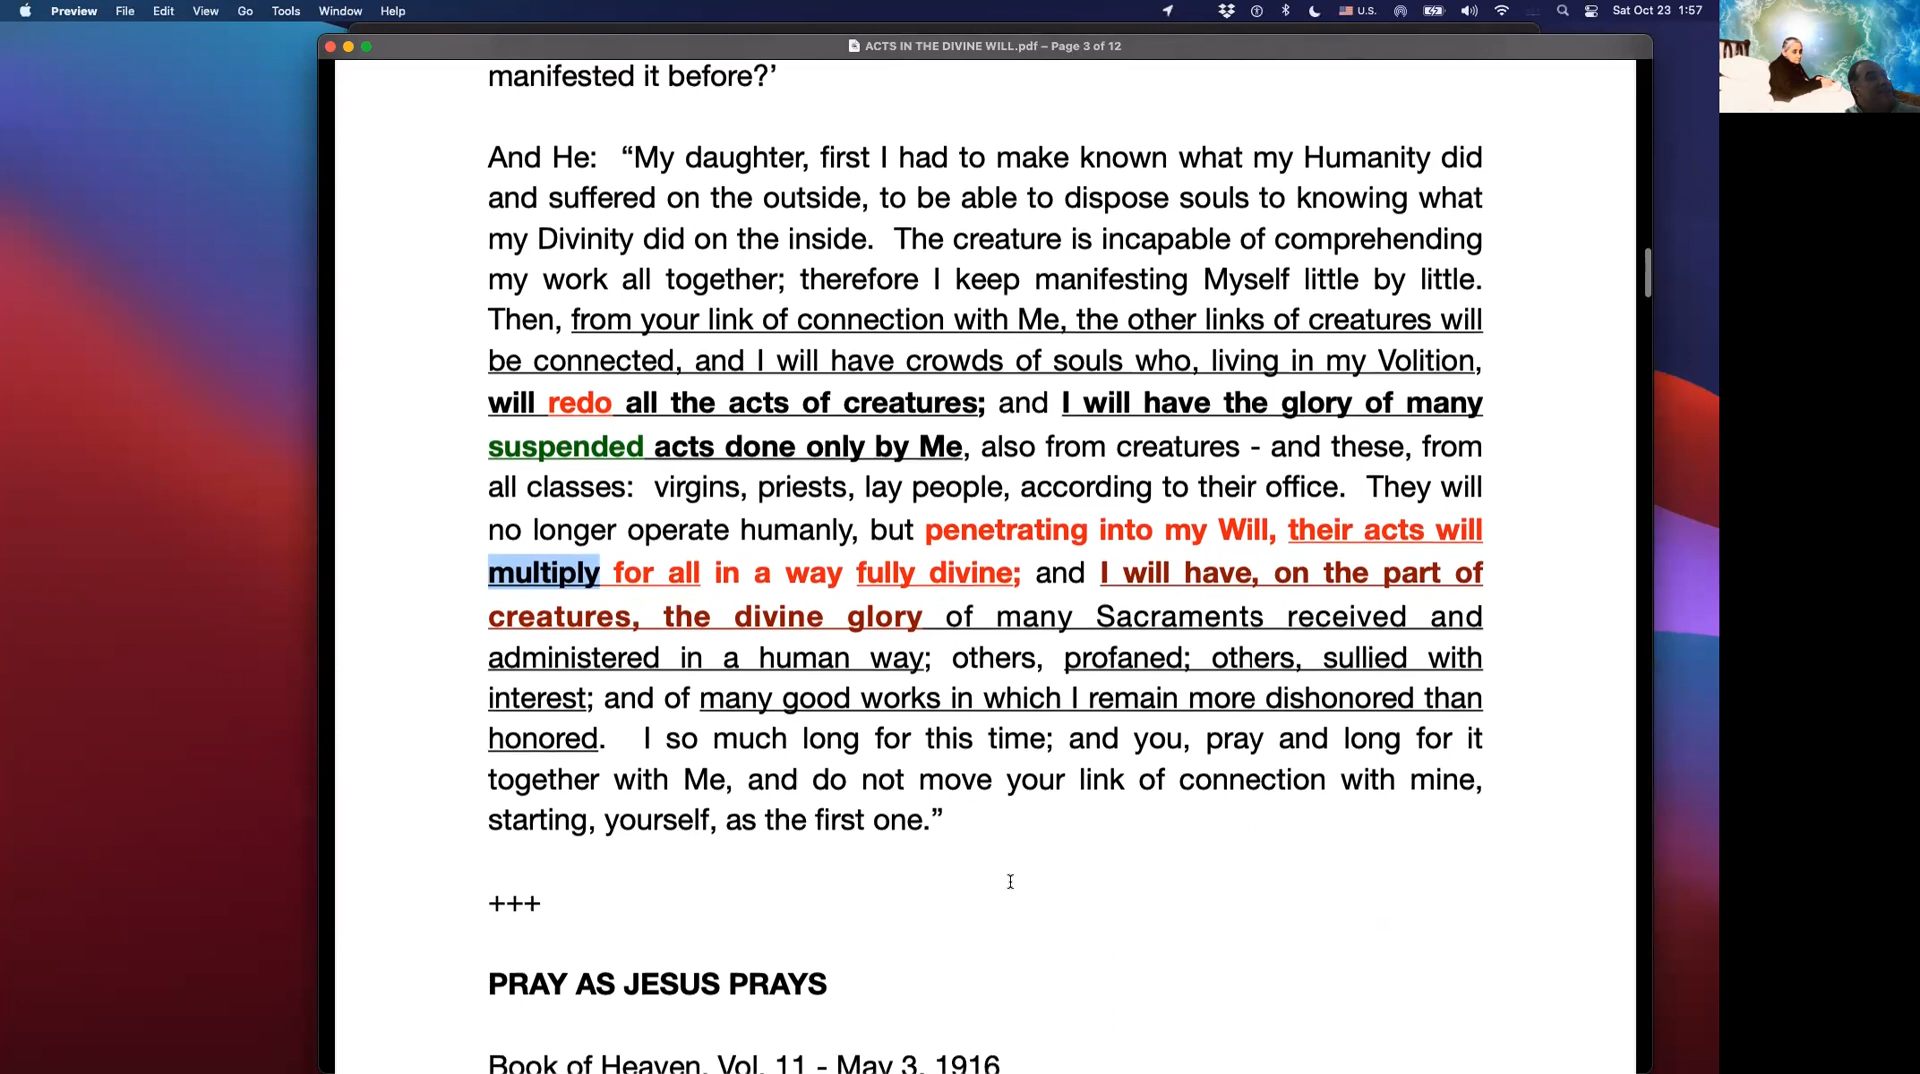 Preview File Edit View Go Tools Window Help U.S. Sat Oct 23 1:57
ACTS IN THE DIVINE WILL.pdf – Page 3 of 12
manifested it before?’
And He: “My daughter, first I had to make known what my Humanity did
and suffered on the outside, to be able to dispose souls to knowing what
my Divinity did on the inside. The creature is incapable of comprehending
my work all together; therefore I keep manifesting Myself little by little.
Then, from your link of connection with Me, the other links of creatures will
be connected, and I will have crowds of souls who, living in my Volition,
will redo all the acts of creatures; and I will have the glory of many
suspended acts done only by Me, also from creatures - and these, from
all classes: virgins, priests, lay people, according to their office. They will
no longer operate humanly, but penetrating into my Will, their acts will
multiply for all in a way fully divine; and I will have, on the part of
creatures, the divine glory of many Sacraments received and
administered in a human way; others, profaned; others, sullied with
interest; and of many good works in which I remain more dishonored than
honored. I so much long for this time; and you, pray and long for it
together with Me, and do not move your link of connection with mine,
starting, yourself, as the first one.”
+++
PRAY AS JESUS PRAYS
Book of Heaven, Vol. 11 - May 3, 1916